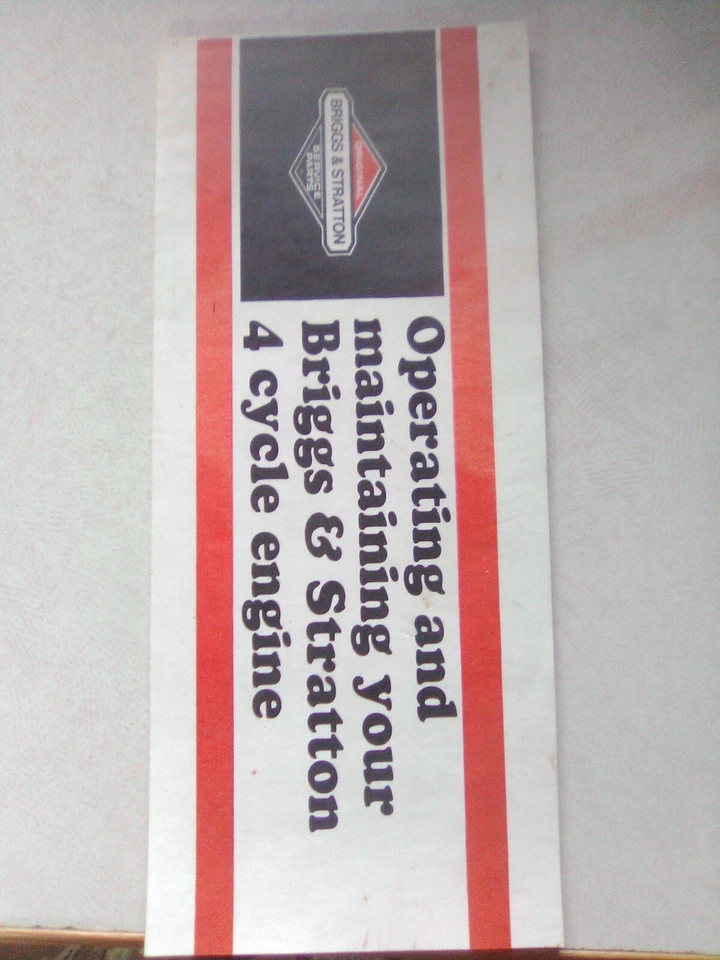 ORIGINAL
BRIGGS & STRATTON
SERVICE
PARTS
Operating and
maintaining your
Briggs & Stratton
4 cycle engine